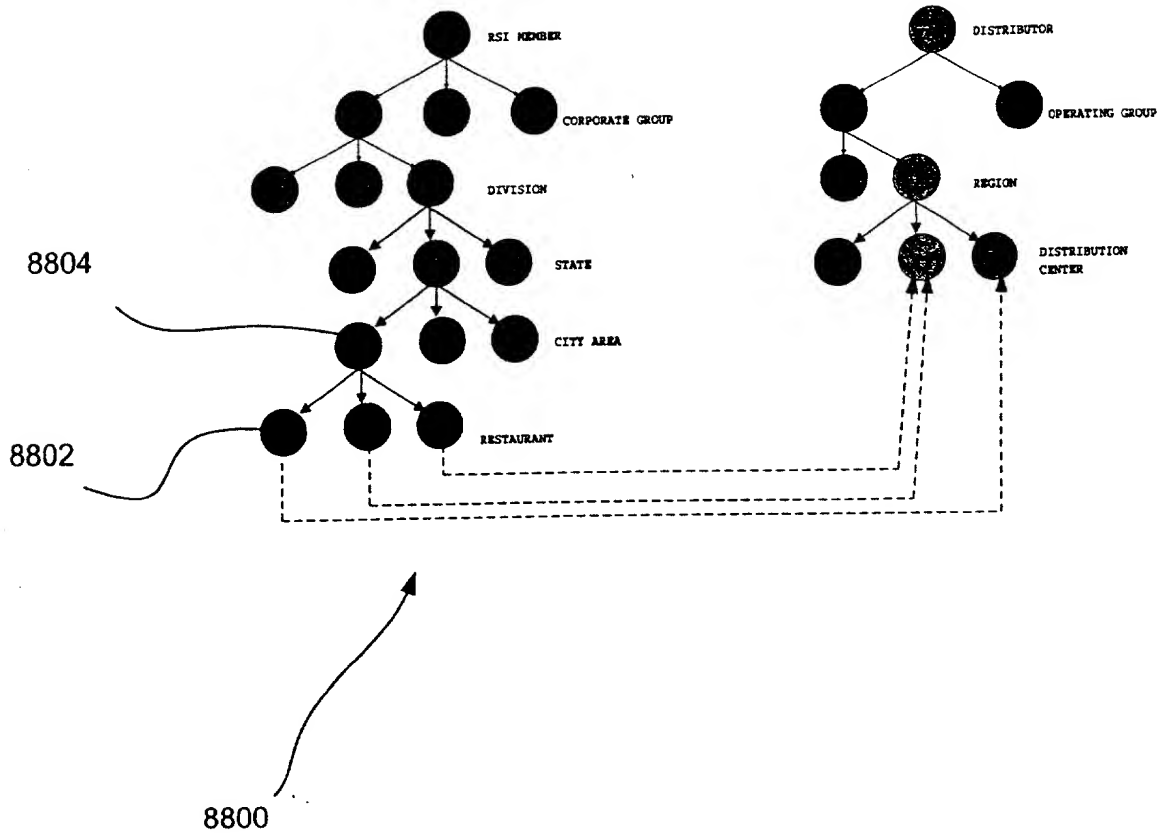 RSI MEMBER
DISTRIBUTOR
CORPORATE GROUP
OPERATING GROUP
DIVISION
REGION
8804
STATE
DISTRIBUTION
CENTER
CITY AREA
8802
RESTAURANT
8800